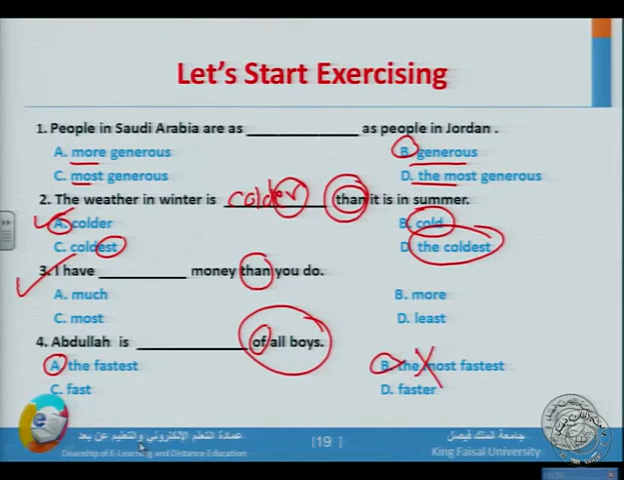 Let's Start Exercising
1. People in Saudi Arabia are as _______________ as people in Jordan .
A. more generous
B. generous
C. most generous
D. the most generous
2. The weather in winter is colder than it is in summer.
A. colder
B. cold
C. coldest
D. the coldest
3. I have ____________ money than you do.
A. much
B. more
C. most
D. least
4. Abdullah is _______________ of all boys.
A the fastest
B. the most fastest
C. fast
D. faster
عمادة التعلم الإلكتروني والتعليم عن بعد
Deanship of E-Learning and Distance Education
[19]
جامعة الملك فيصل
King Faisal University